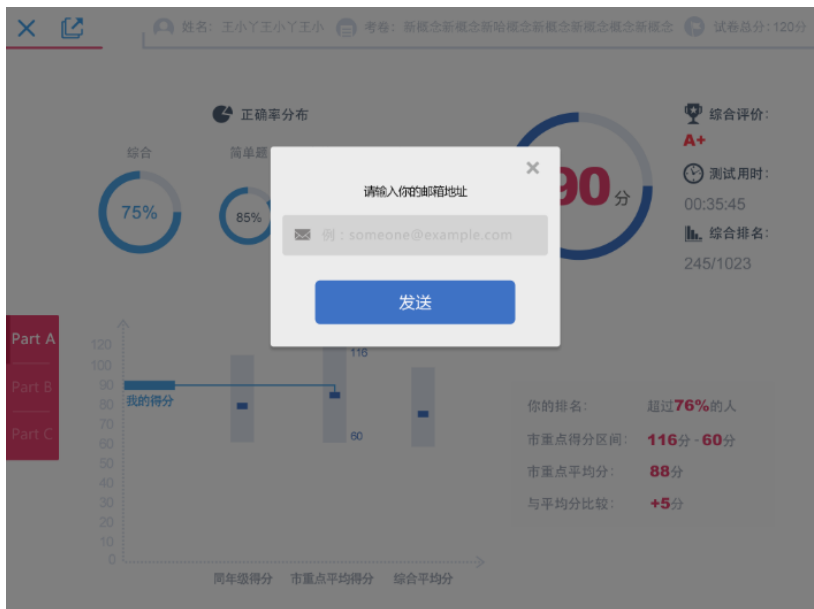 姓名: 王小丫王小丫王小
考卷: 新概念新概念新哈概念新概念新概念概念新概念
试卷总分:120分
正确率分布
综合
简单题
75%
85%
90分
综合评价:
A+
测试用时:
00:35:45
综合排名:
245/1023
请输入你的邮箱地址
例：someone@example.com
发送
Part A
Part B
Part C
120
100
90
80
70
60
50
40
30
20
10
0
我的得分
116
60
同年级得分
市重点平均得分
综合平均分
你的排名: 超过76%的人
市重点得分区间: 116分-60分
市重点平均分: 88分
与平均分比较: +5分